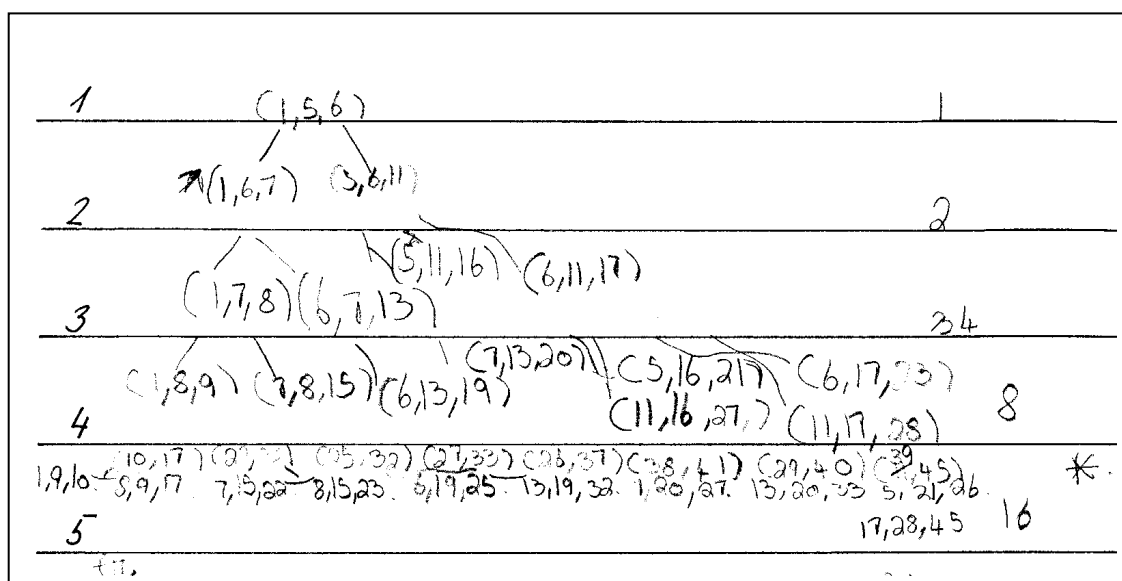 1 (1,5,6) 1
(1,6,7) (5,6,11)
2 2
(5,11,16) (6,11,17)
(1,7,8) (6,7,13)
3 34
(7,13,20) (5,16,21) (6,17,23)
(1,8,9) (7,8,15) (6,13,19) (11,16,27,) (11,17,28)
4 8
(10,17) (25,32) (27,33) (26,37) (38,41) (29,40) *
1,9,10 8,9,17 7,15,22 8,15,23 6,19,25 13,19,32 7,20,27 13,20,33 5,21,26
17,28,45 16
5